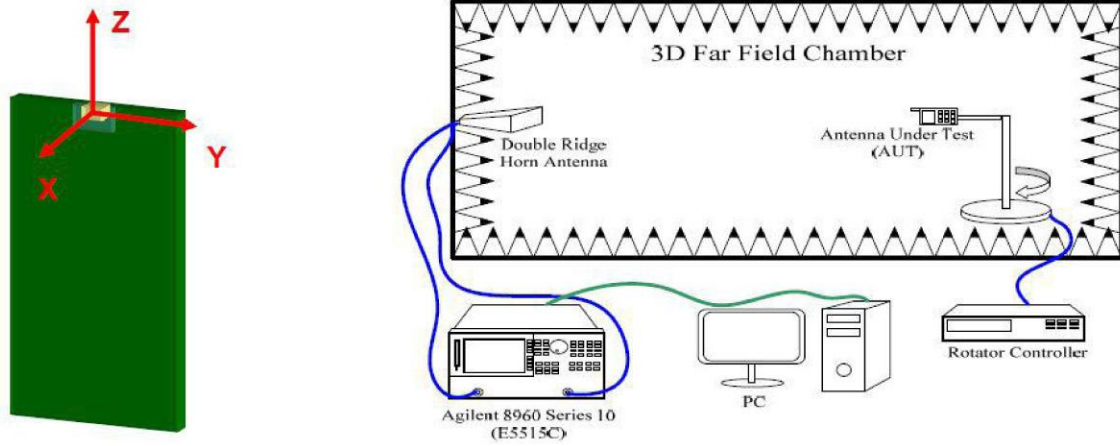 Z
Y
X
3D Far Field Chamber
Double Ridge
Horn Antenna
Antenna Under Test
(AUT)
Agilent 8960 Series 10
(E5515C)
PC
Rotator Controller